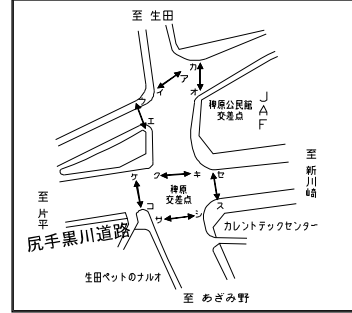 至 生田
カ
ア
イ
オ
ウ
エ
稗原公民館
交差点
JAF
至 新川崎
ケ
ク
キ
セ
稗原
交差点
至 片平
コ
サ
シ
ス
尻手黒川道路
カレントテックセンター
生田ペットのナルオ
至 あざみ野